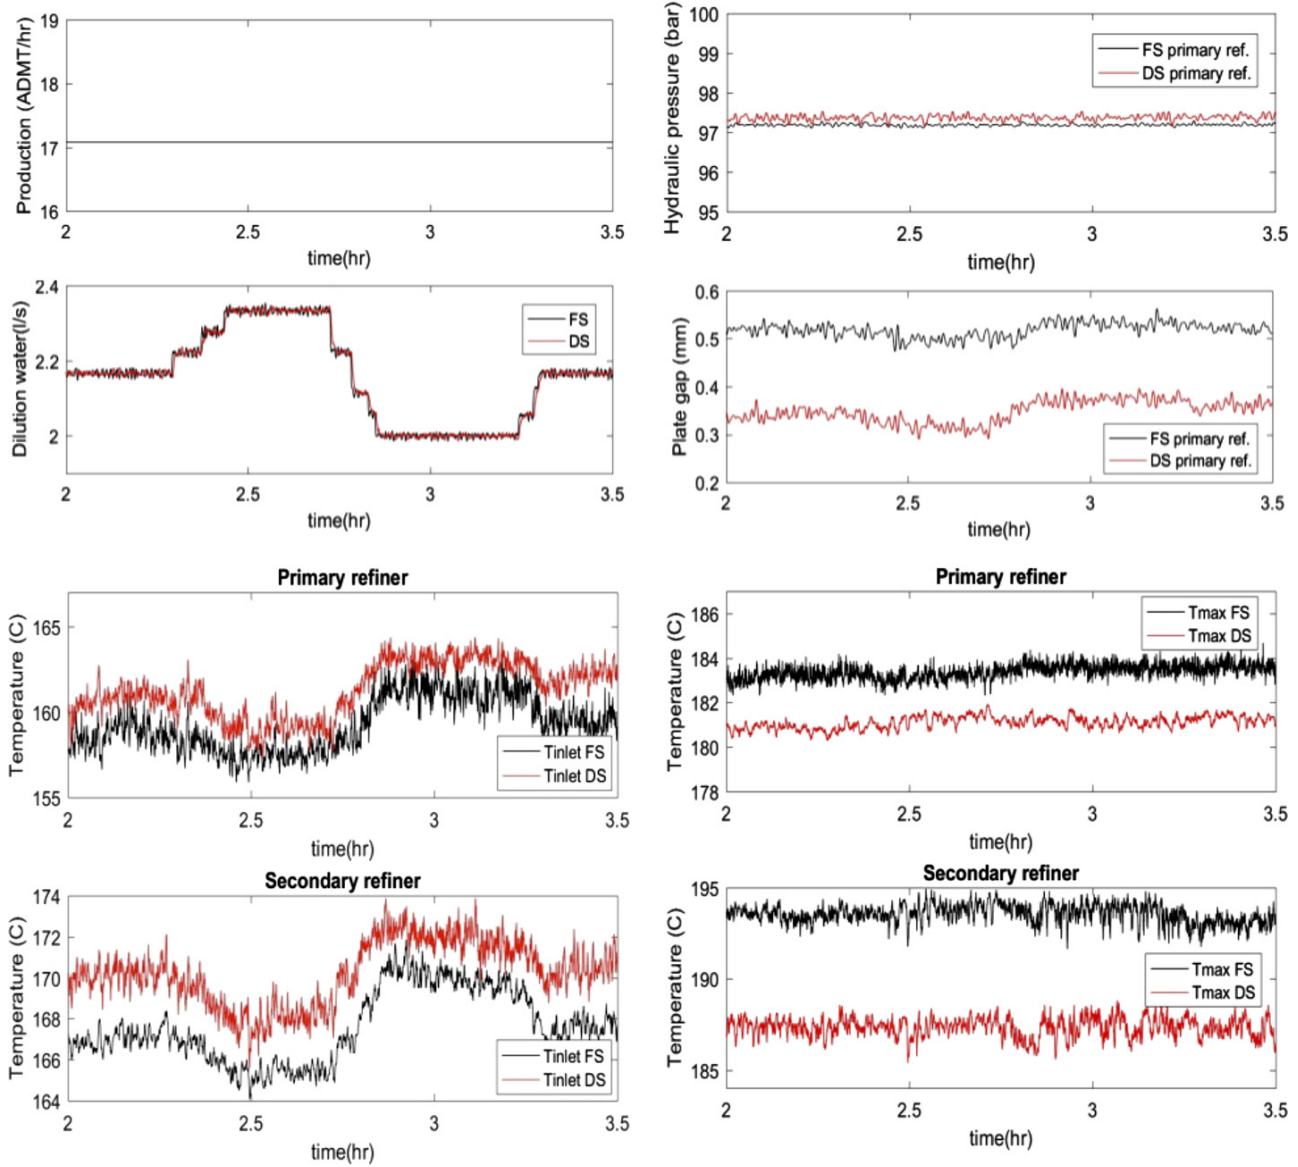 Production (ADMT/hr)
19
18
17
16
2
2.5
3
3.5
time(hr)
Hydraulic pressure (bar)
100
99
98
97
96
95
FS primary ref.
DS primary ref.
2
2.5
3
3.5
time(hr)
Dilution water(l/s)
2.4
2.2
2
FS
DS
2
2.5
3
3.5
time(hr)
Plate gap (mm)
0.6
0.5
0.4
0.3
0.2
FS primary ref.
DS primary ref.
2
2.5
3
3.5
time(hr)
Primary refiner
Temperature (C)
165
160
155
Tinlet FS
Tinlet DS
2
2.5
3
3.5
time(hr)
Primary refiner
Temperature (C)
186
184
182
180
178
Tmax FS
Tmax DS
2
2.5
3
3.5
time(hr)
Secondary refiner
Temperature (C)
174
172
170
168
166
164
Tinlet FS
Tinlet DS
2
2.5
3
3.5
time(hr)
Secondary refiner
Temperature (C)
195
190
185
Tmax FS
Tmax DS
2
2.5
3
3.5
time(hr)